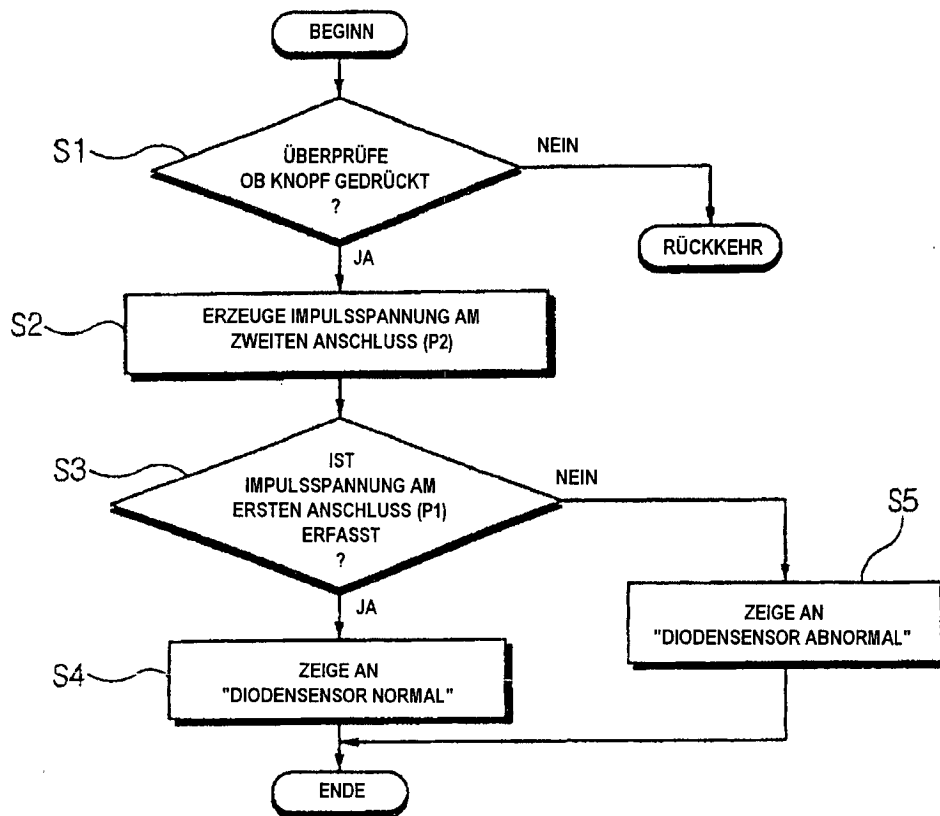 BEGINN
S1
ÜBERPRÜFE
OB KNOPF GEDRÜCKT
?
NEIN
RÜCKKEHR
JA
S2
ERZEUGE IMPULSSPANNUNG AM
ZWEITEN ANSCHLUSS (P2)
S3
IST
IMPULSSPANNUNG AM
ERSTEN ANSCHLUSS (P1)
ERFASST
?
NEIN
S5
JA
ZEIGE AN
"DIODENSENSOR ABNORMAL"
S4
ZEIGE AN
"DIODENSENSOR NORMAL"
ENDE